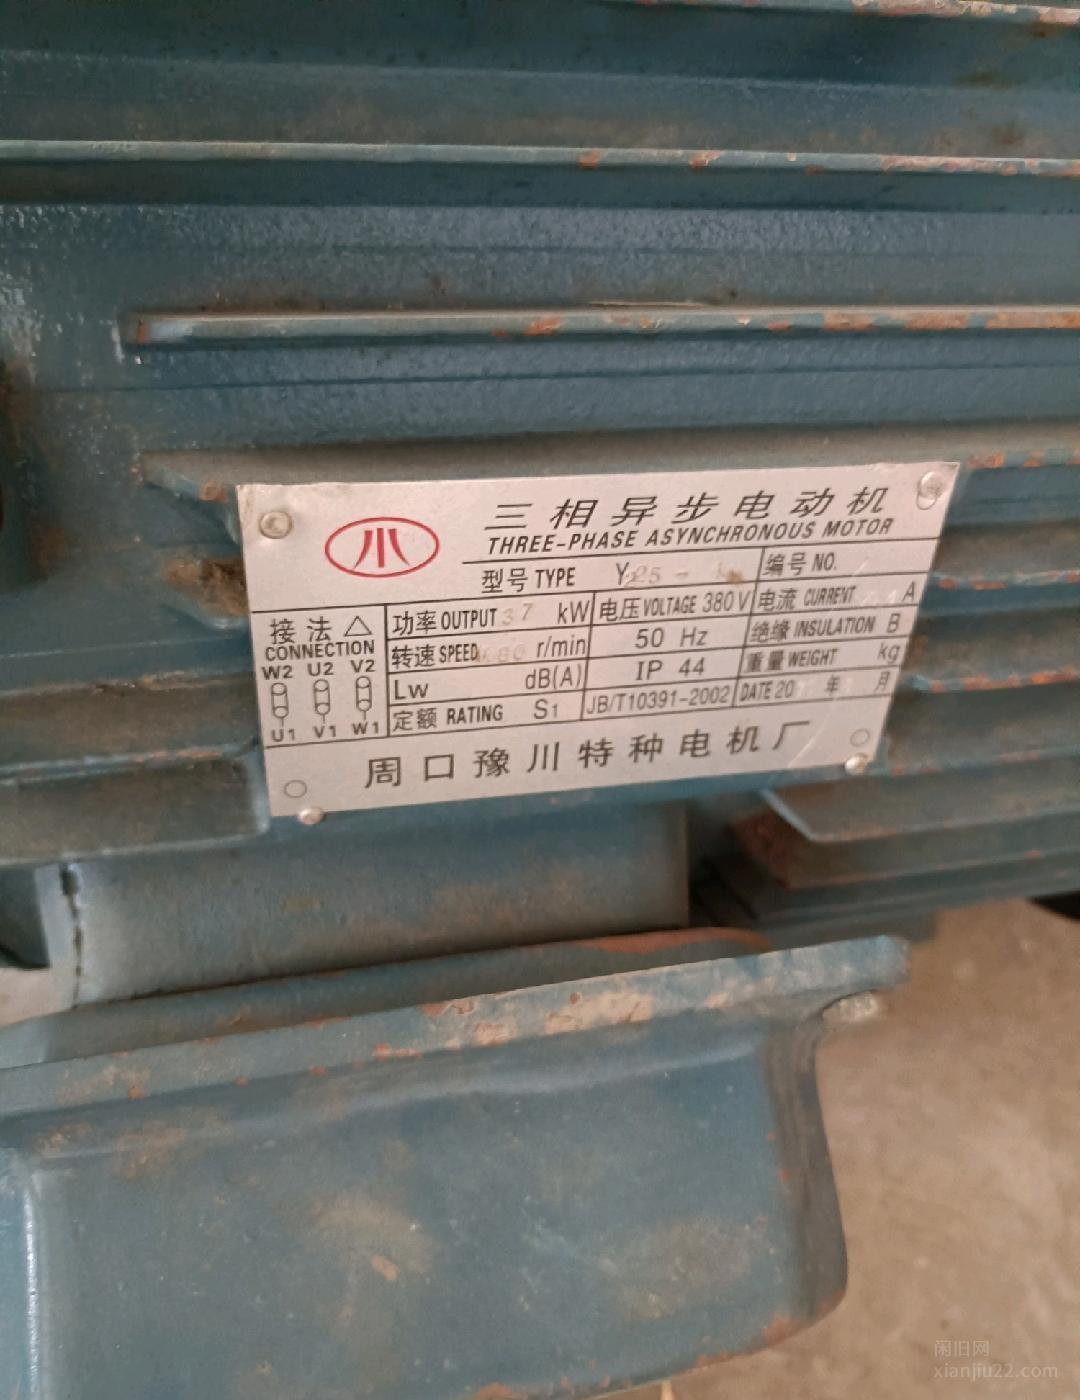 川
三相异步电动机
THREE-PHASE ASYNCHRONOUS MOTOR
型号 TYPE Y 编号 NO.
接法 △
CONNECTION
W2 U2 V2
U1 V1 W1
功率 OUTPUT 37 kW 电压 VOLTAGE 380 V 电流 CURRENT A
转速 SPEED r/min 50 Hz 绝缘 INSULATION B
Lw dB(A) IP 44 重量 WEIGHT kg
定额 RATING S1 JB/T10391-2002 DATE 20 年 月
周口豫川特种电机厂
闲旧网
xianjiu22.com